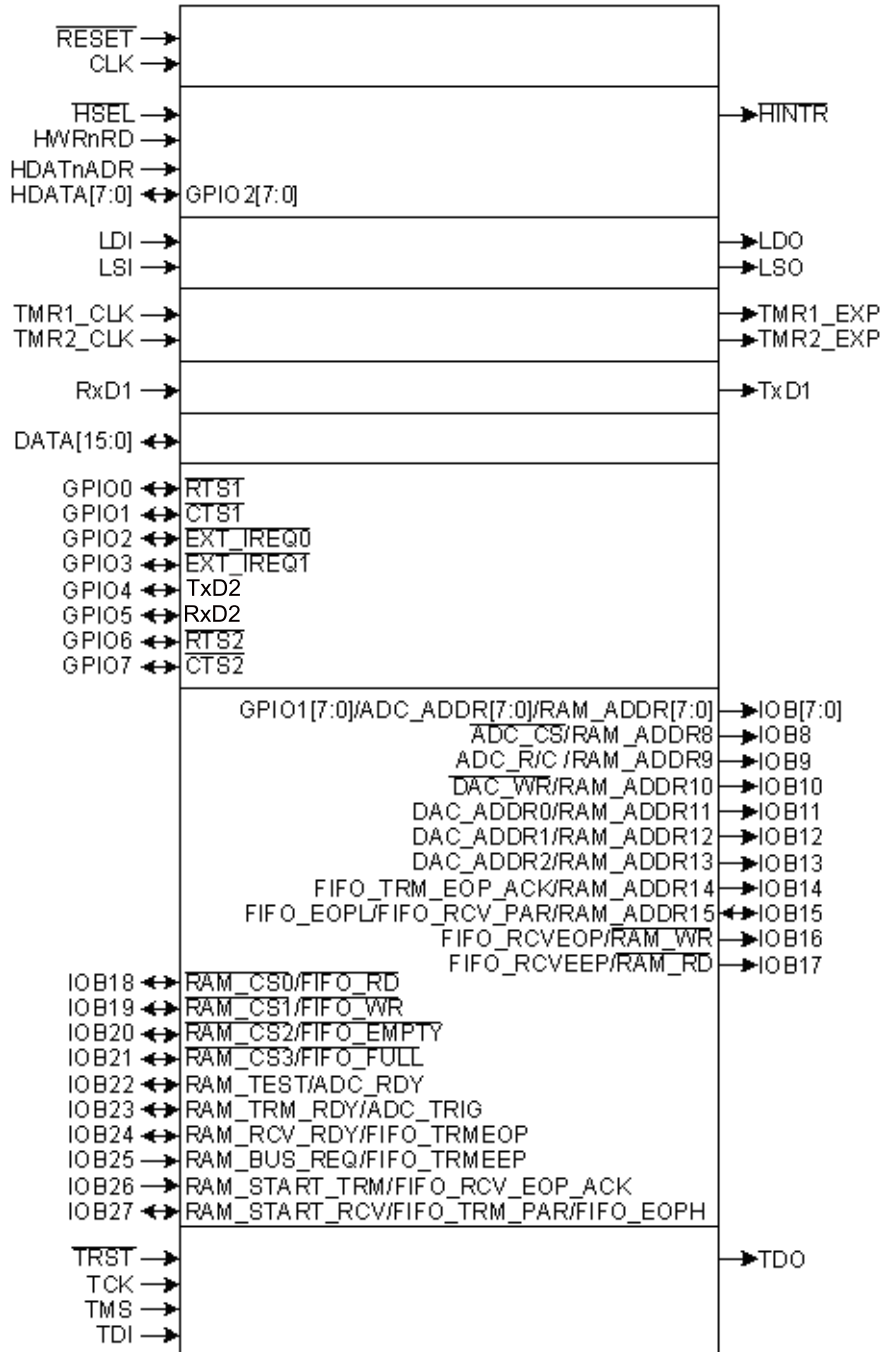 RESET
CLK
HSEL HINTR
HWRnRD
HDATnADR
HDATA[7:0] GPIO2[7:0]
LDI LDO
LSI LSO
TMR1_CLK TMR1_EXP
TMR2_CLK TMR2_EXP
RxD1 TxD1
DATA[15:0]
GPIO0 RTS1
GPIO1 CTS1
GPIO2 EXT_IREQ0
GPIO3 EXT_IREQ1
GPIO4 TxD2
GPIO5 RxD2
GPIO6 RTS2
GPIO7 CTS2
GPIO1[7:0]/ADC_ADDR[7:0]/RAM_ADDR[7:0] IOB[7:0]
ADC_CS/RAM_ADDR8 IOB8
ADC_R/C /RAM_ADDR9 IOB9
DAC_WR/RAM_ADDR10 IOB10
DAC_ADDR0/RAM_ADDR11 IOB11
DAC_ADDR1/RAM_ADDR12 IOB12
DAC_ADDR2/RAM_ADDR13 IOB13
FIFO_TRM_EOP_ACK/RAM_ADDR14 IOB14
FIFO_EOPL/FIFO_RCV_PAR/RAM_ADDR15 IOB15
FIFO_RCVEOP/RAM_WR IOB16
FIFO_RCVEEP/RAM_RD IOB17
IOB18 RAM_CS0/FIFO_RD
IOB19 RAM_CS1/FIFO_WR
IOB20 RAM_CS2/FIFO_EMPTY
IOB21 RAM_CS3/FIFO_FULL
IOB22 RAM_TEST/ADC_RDY
IOB23 RAM_TRM_RDY/ADC_TRIG
IOB24 RAM_RCV_RDY/FIFO_TRMEOP
IOB25 RAM_BUS_REQ/FIFO_TRMEEP
IOB26 RAM_START_TRM/FIFO_RCV_EOP_ACK
IOB27 RAM_START_RCV/FIFO_TRM_PAR/FIFO_EOPH
TRST TDO
TCK
TMS
TDI